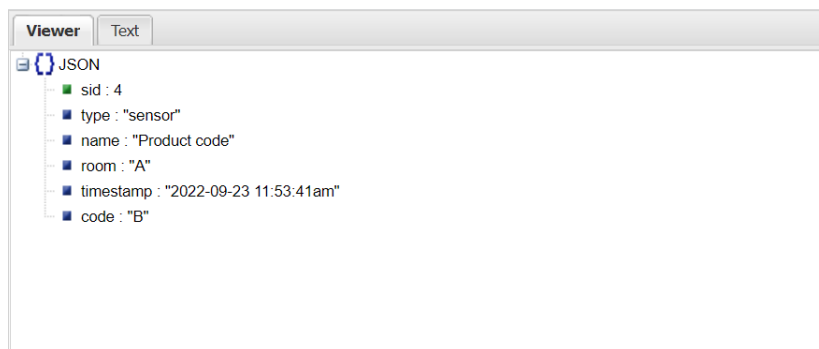 Viewer Text
{} JSON
sid : 4
type : "sensor"
name : "Product code"
room : "A"
timestamp : "2022-09-23 11:53:41am"
code : "B"